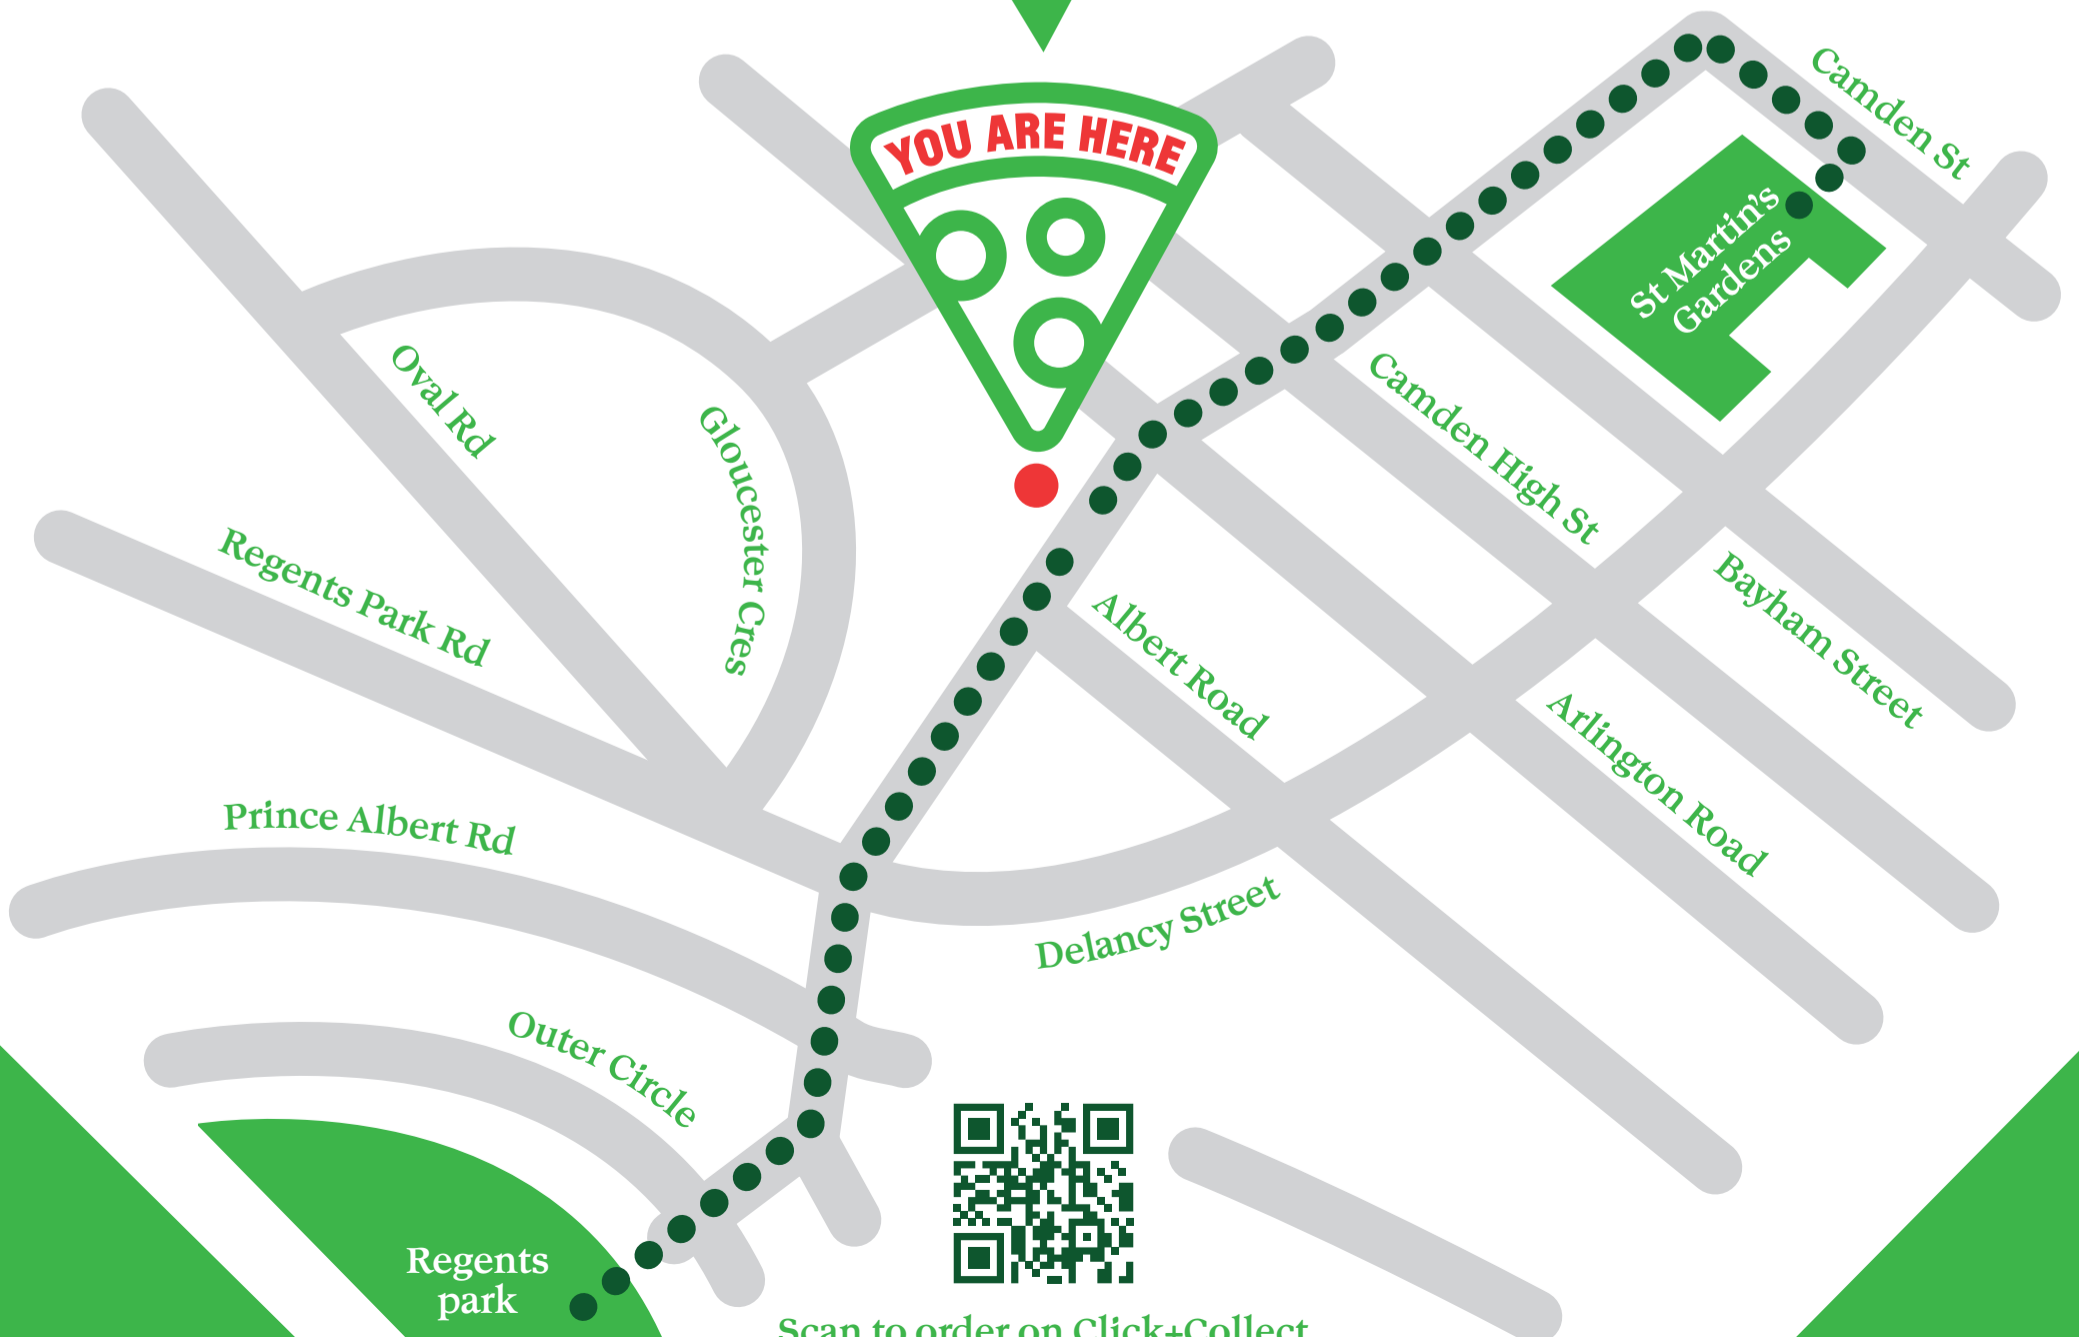 YOU ARE HERE
Camden St
St Martin's
Gardens
Oval Rd
Gloucester Cres
Camden High St
Regents Park Rd
Albert Road
Bayham Street
Arlington Road
Prince Albert Rd
Delancy Street
Outer Circle
Regents
park
Scan to order on Click+Collect